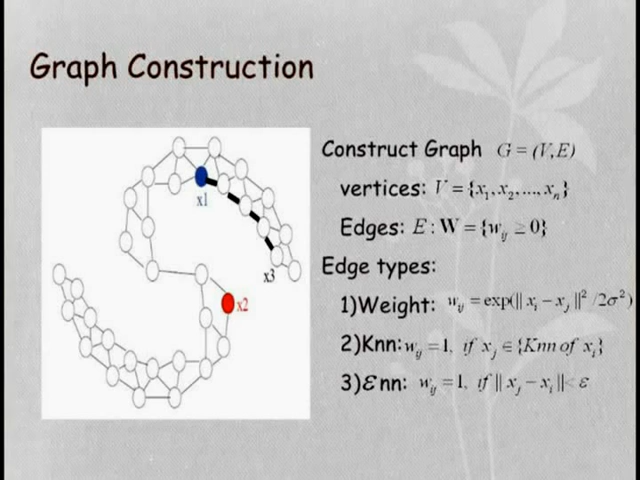 Graph Construction
Construct Graph G = (V,E)
vertices: V = {x₁, x₂, ..., xₙ}
Edges: E : W = {wᵢⱼ ≥ 0}
Edge types:
1)Weight: wᵢⱼ = exp(|| xᵢ − xⱼ ||² /2σ²)
2)Knn: wᵢⱼ = 1, if xⱼ ∈ {Knn of xᵢ}
3)εnn: wᵢⱼ = 1, if || xⱼ − xᵢ || < ε
x1
x3
x2